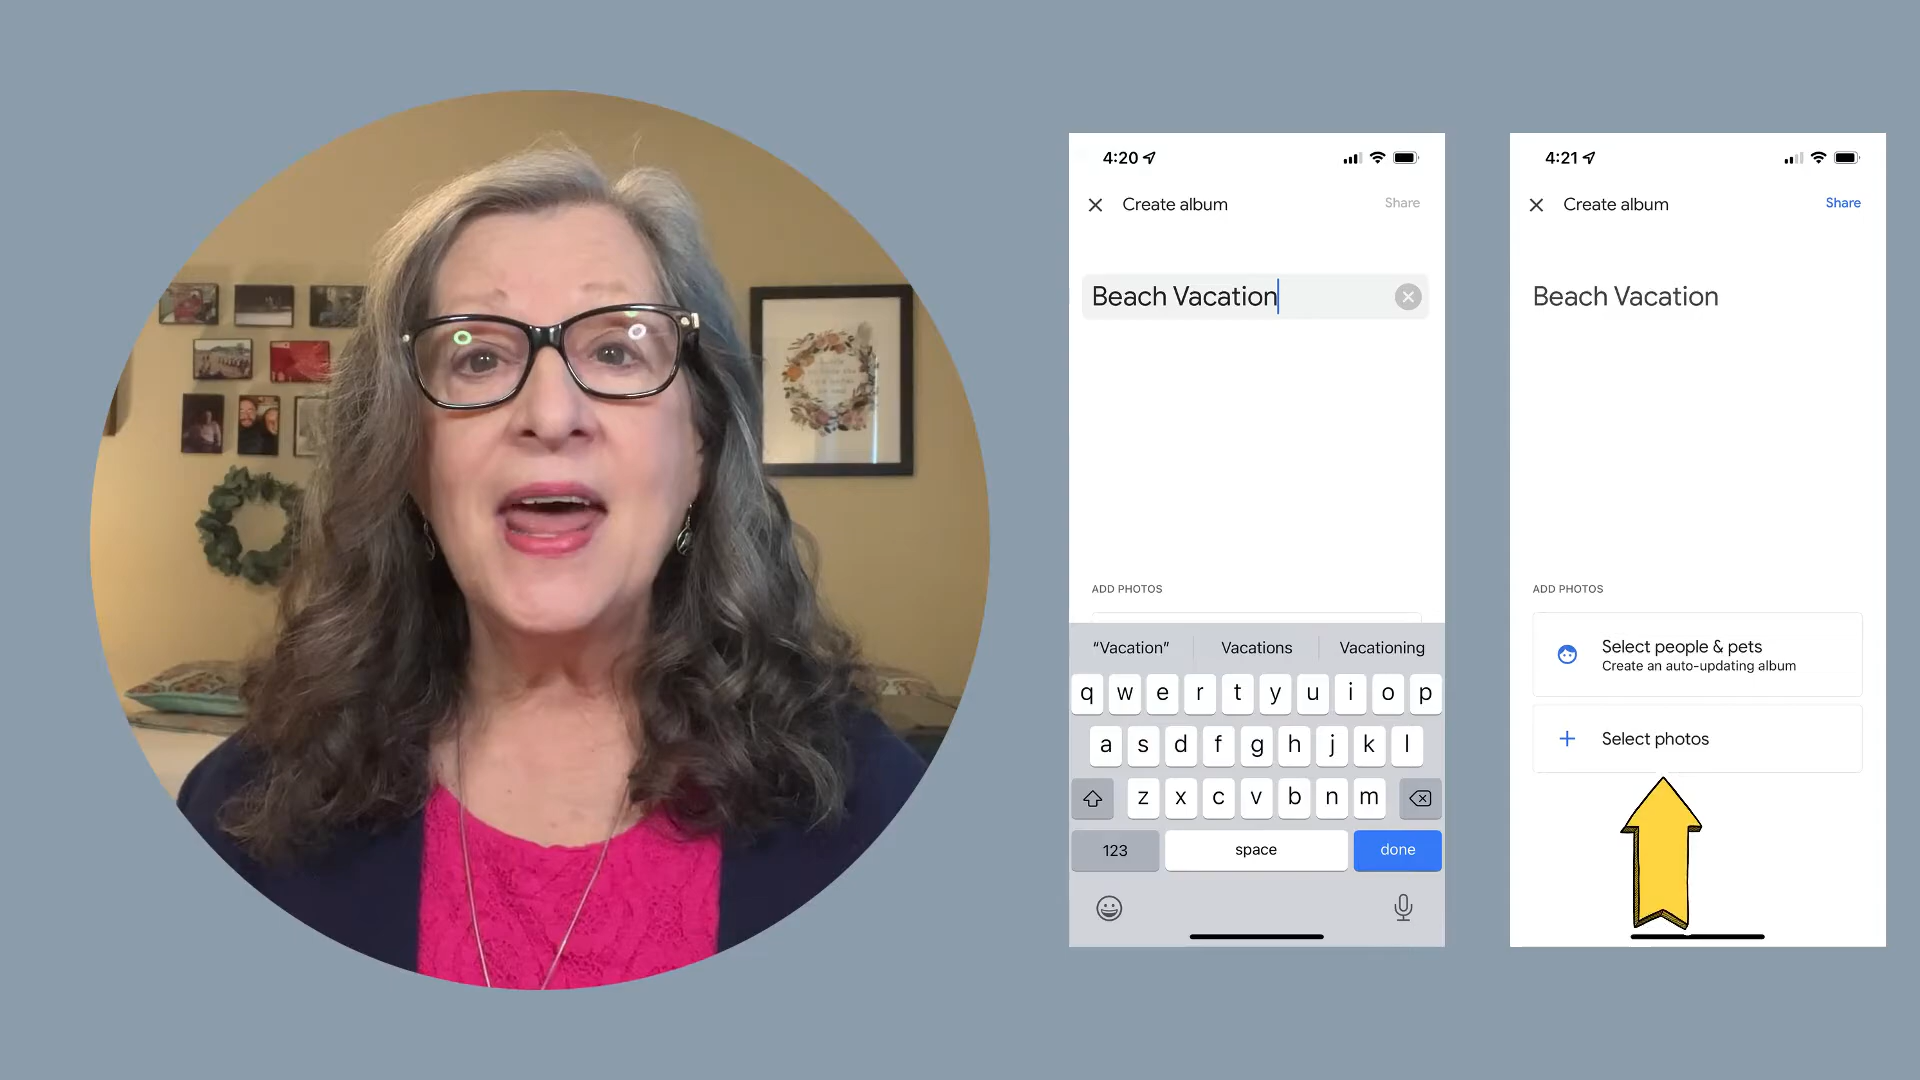 4:20
Create album
Share
Beach Vacation
ADD PHOTOS
“Vacation”
Vacations
Vacationing
q w e r t y u i o p
a s d f g h j k l
z x c v b n m
123
space
done
4:21
Create album
Share
Beach Vacation
ADD PHOTOS
Select people & pets
Create an auto-updating album
Select photos